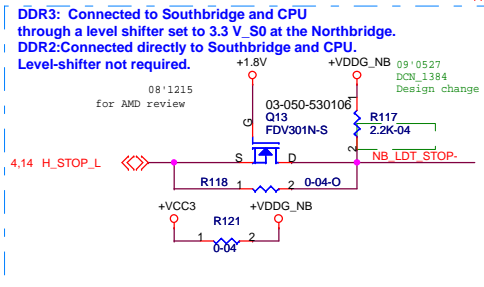 DDR3: Connected to Southbridge and CPU
through a level shifter set to 3.3 V_S0 at the Northbridge.
DDR2:Connected directly to Southbridge and CPU.
Level-shifter not required.
+1.8V
+VDDG_NB
09'0527
DCN_1384
Design change
08'1215
for AMD review
03-050-530106
Q13
FDV301N-S
G
S
D
1
R117
2.2K-04
2
4,14 H_STOP_L
NB_LDT_STOP-
R118 1 2 0-04-O
+VCC3
+VDDG_NB
R121
1 2
0-04